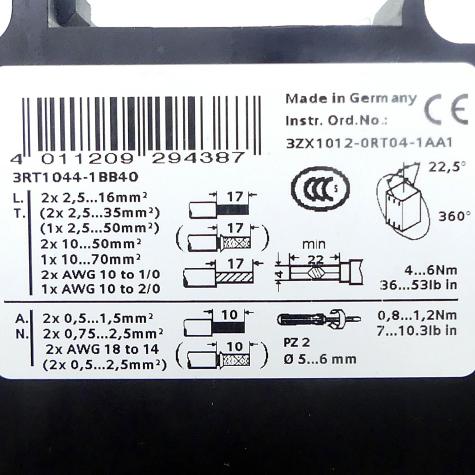 Made in Germany CE
Instr. Ord.No.:
3ZX1012-0RT04-1AA1
4 011209 294387
3RT1044-1BB40
CCC
22,5°
360°
L. 2x 2,5...16mm² 17
T. (2x 2,5...35mm²)
(1x 2,5...50mm²) 17
2x 10...50mm² ( ) min
1x 10...70mm² 17 22
2x AWG 10 to 1/0 4 4...6Nm
1x AWG 10 to 2/0 36...53lb in
A. 2x 0,5...1,5mm² 10 0,8...1,2Nm
N. 2x 0,75...2,5mm² 7...10.3lb in
2x AWG 18 to 14 ( 10 ) PZ 2
(2x 0,5...2,5mm²) Ø 5...6 mm